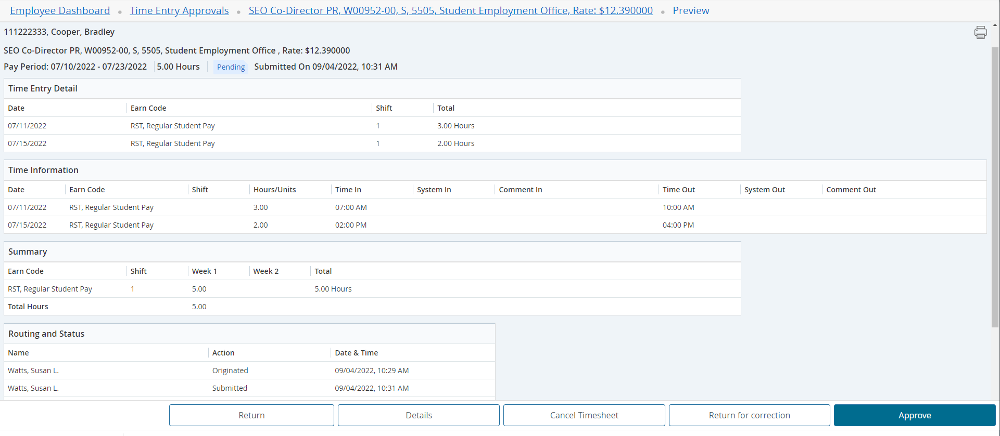 Employee Dashboard • Time Entry Approvals • SEO Co-Director PR, W00952-00, S, 5505, Student Employment Office, Rate: $12.390000 • Preview
111222333, Cooper, Bradley
SEO Co-Director PR, W00952-00, S, 5505, Student Employment Office , Rate: $12.390000
Pay Period: 07/10/2022 - 07/23/2022 5.00 Hours Pending Submitted On 09/04/2022, 10:31 AM
Time Entry Detail
Date Earn Code Shift Total
07/11/2022 RST, Regular Student Pay 1 3.00 Hours
07/15/2022 RST, Regular Student Pay 1 2.00 Hours
Time Information
Date Earn Code Shift Hours/Units Time In System In Comment In Time Out System Out Comment Out
07/11/2022 RST, Regular Student Pay 3.00 07:00 AM 10:00 AM
07/15/2022 RST, Regular Student Pay 2.00 02:00 PM 04:00 PM
Summary
Earn Code Shift Week 1 Week 2 Total
RST, Regular Student Pay 1 5.00 5.00 Hours
Total Hours 5.00
Routing and Status
Name Action Date & Time
Watts, Susan L. Originated 09/04/2022, 10:29 AM
Watts, Susan L. Submitted 09/04/2022, 10:31 AM
Return Details Cancel Timesheet Return for correction Approve